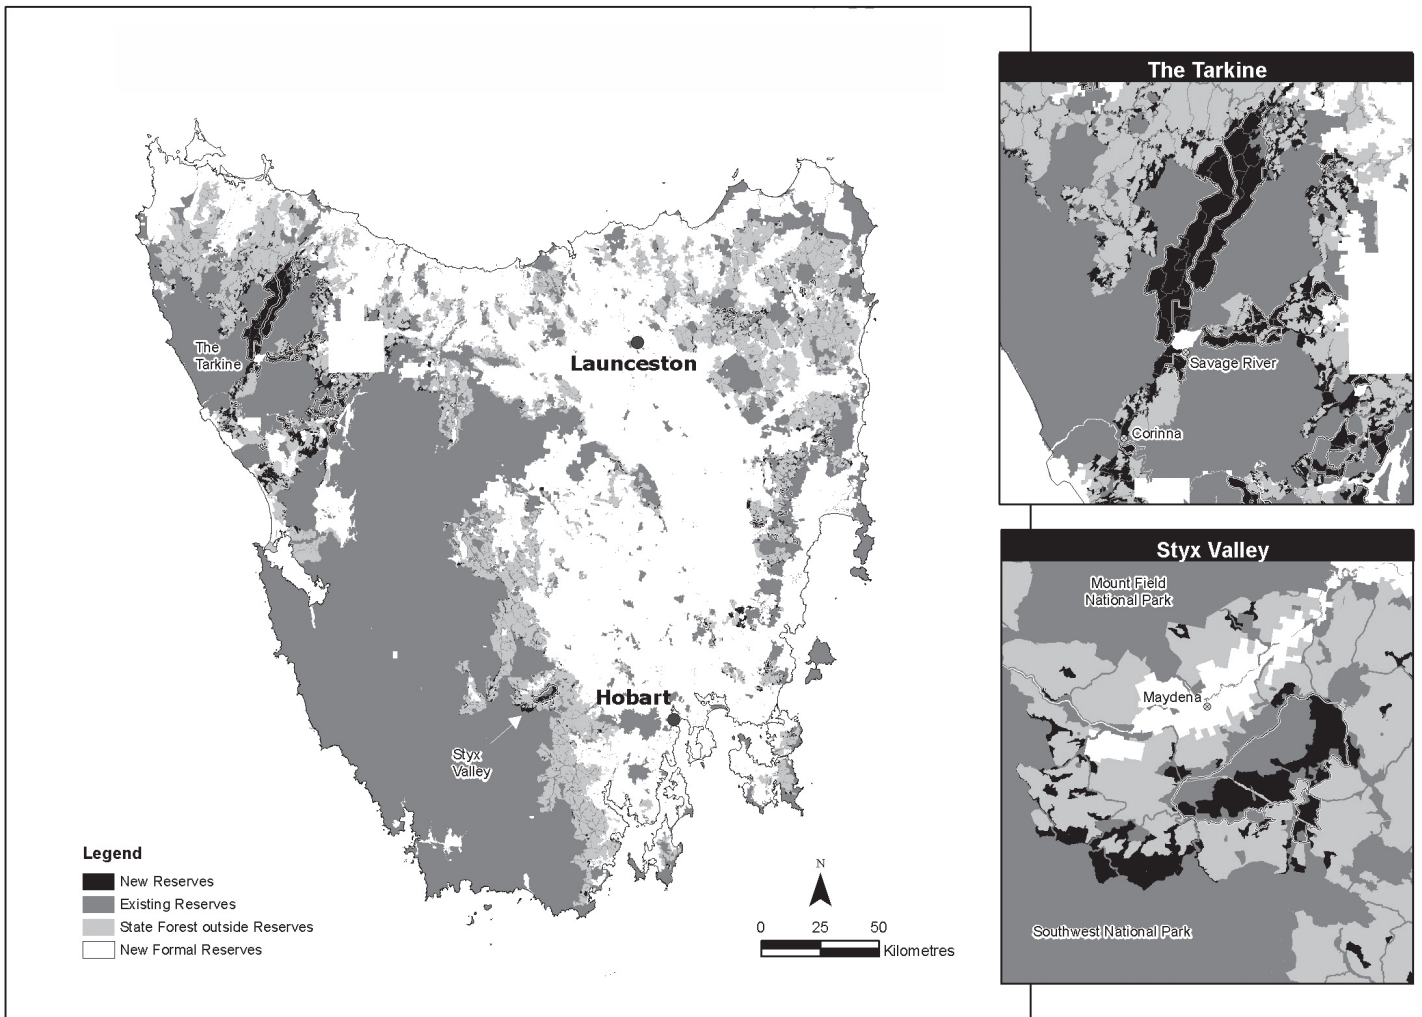 The
Tarkine
Launceston
Hobart
Styx
Valley
Legend
New Reserves
Existing Reserves
State Forest outside Reserves
New Formal Reserves
N
0 25 50
Kilometres
The Tarkine
Savage River
Corinna
Styx Valley
Mount Field
National Park
Maydena
Southwest National Park